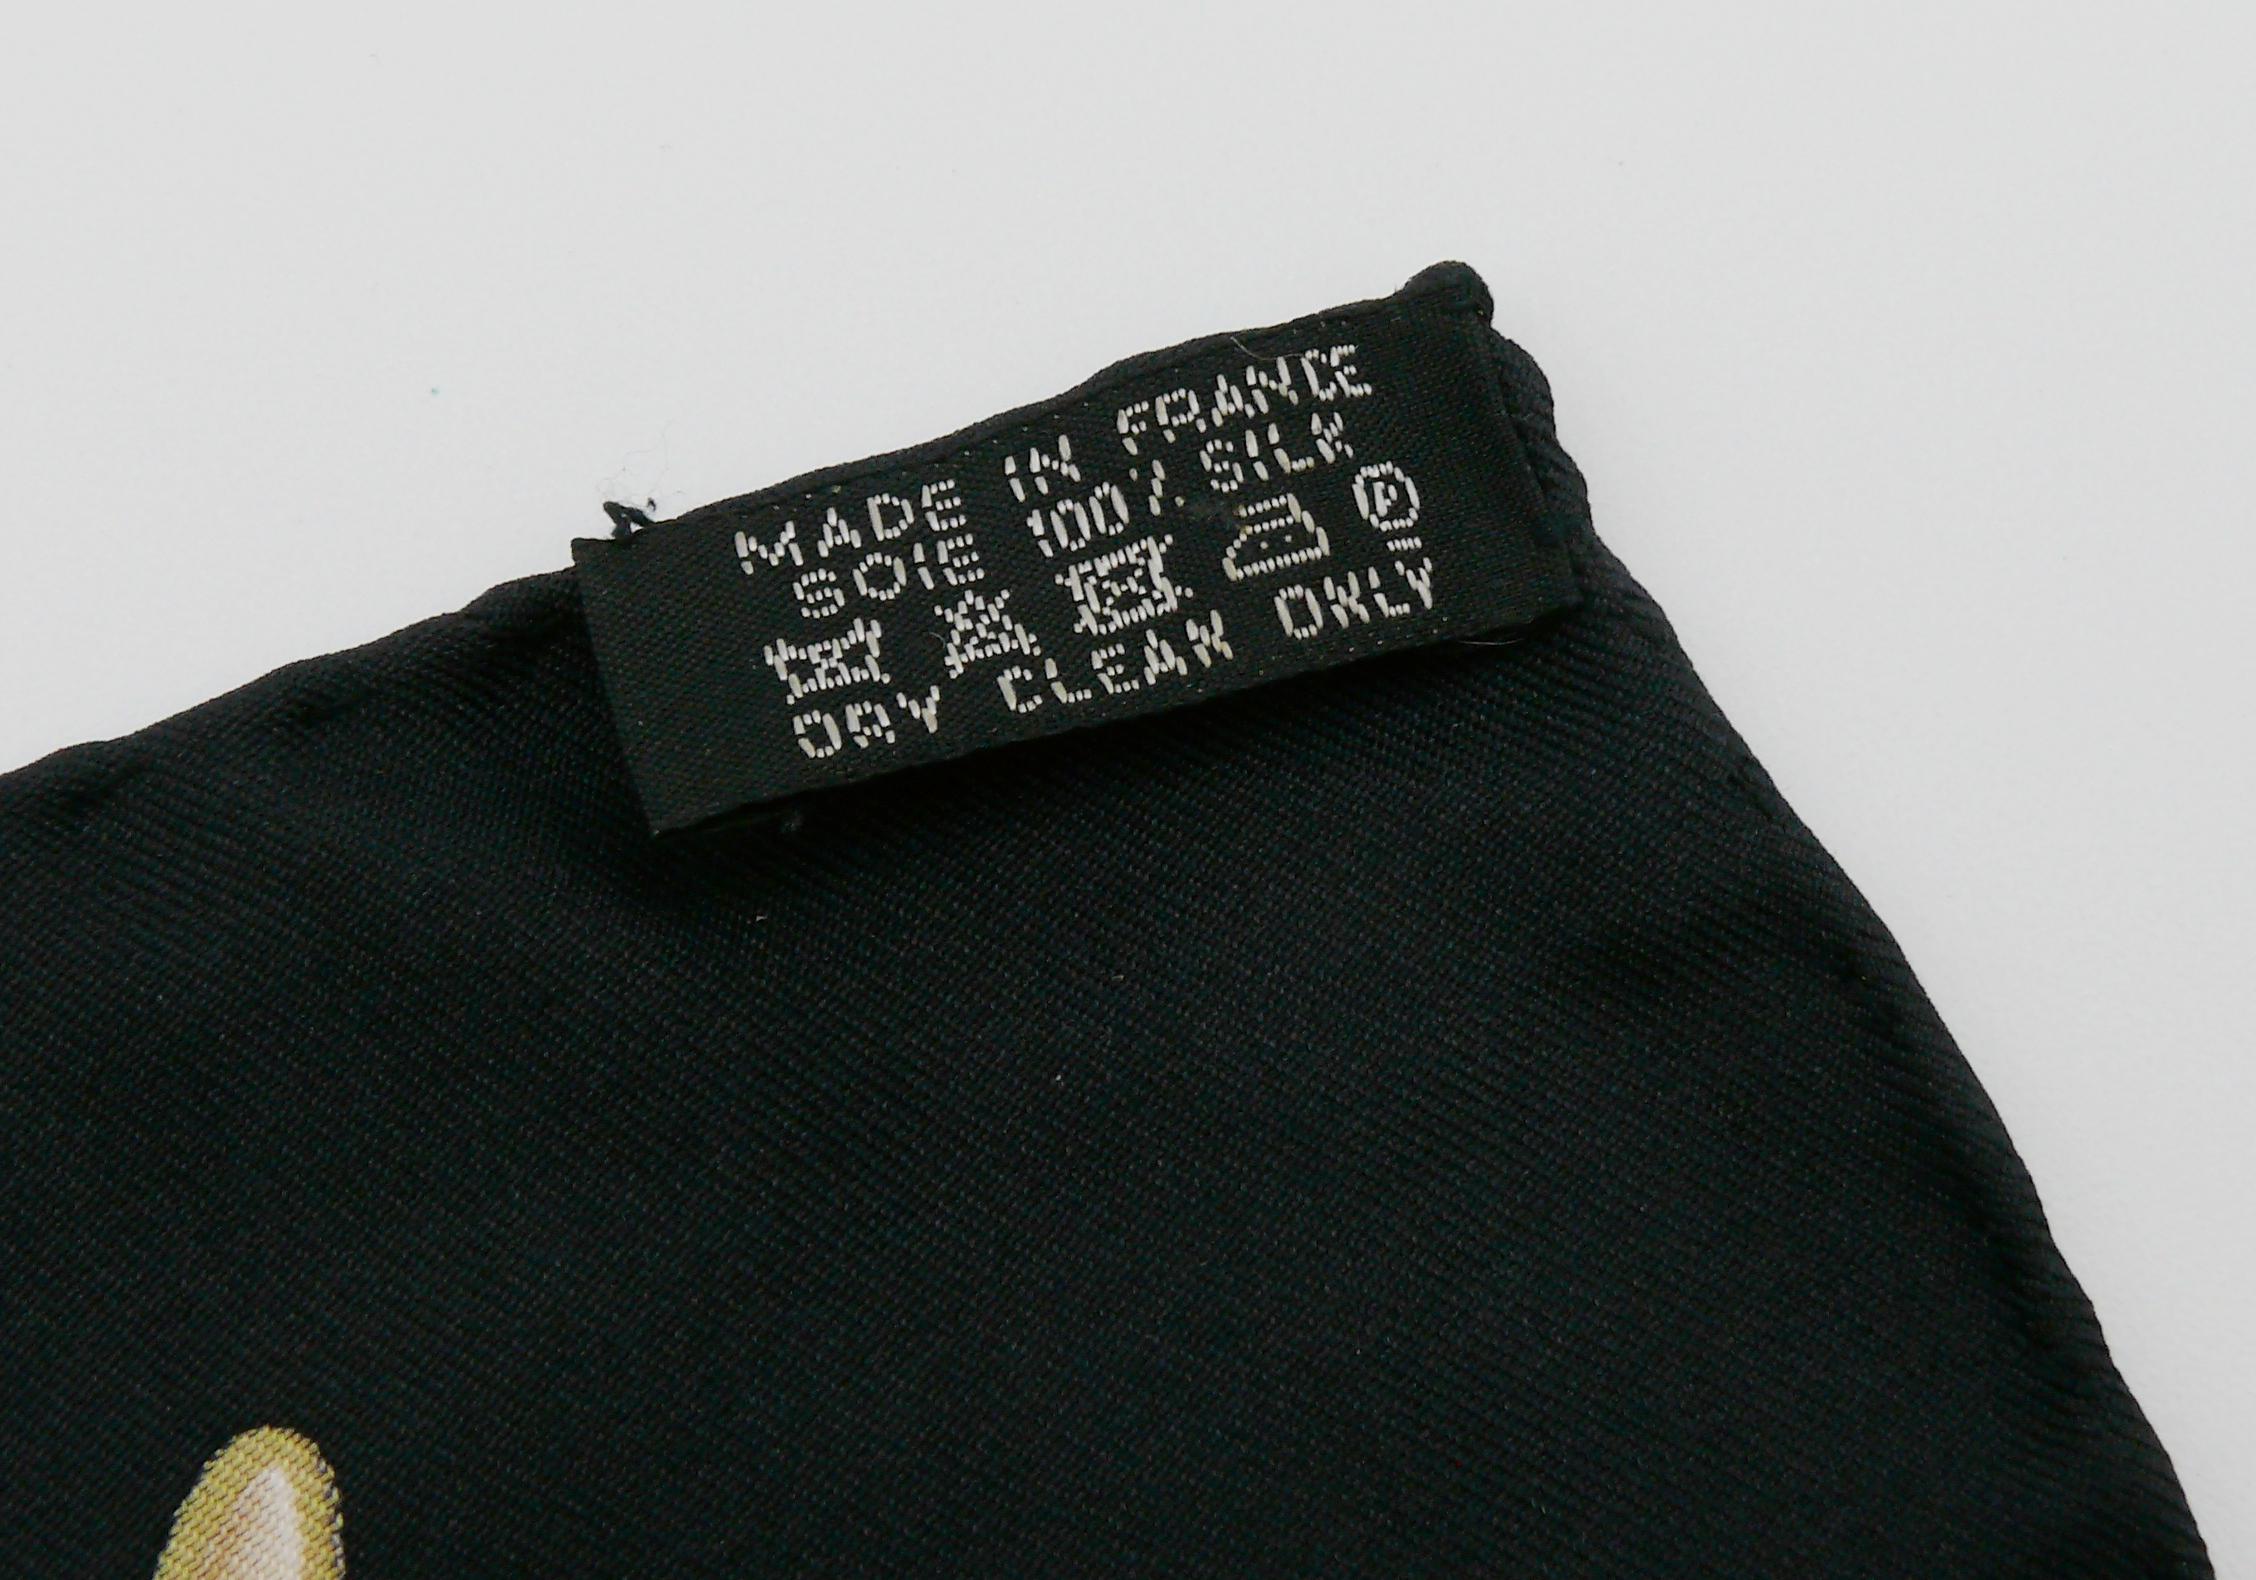 MADE IN FRANCE
SOIE 100% SILK
P
DRY CLEAN ONLY